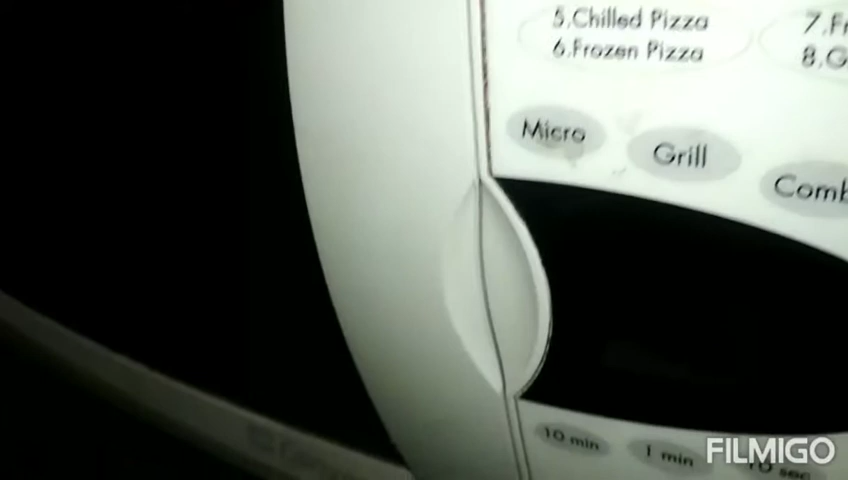 5.Chilled Pizza
6.Frozen Pizza
7.Fr
8.G
Micro
Grill
Comb
10 min
1 min
10 sec
FILMIGO